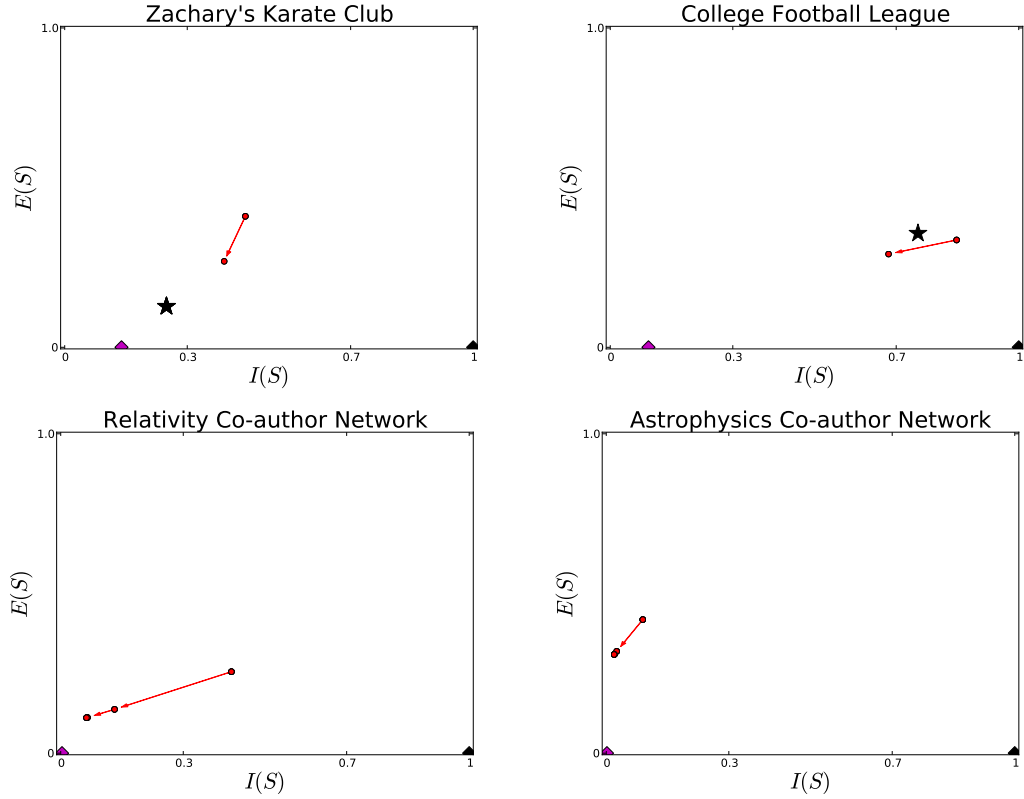 Zachary's Karate Club
1.0
E(S)
0
0 0.3 0.7 1
I(S)
College Football League
1.0
E(S)
0
0 0.3 0.7 1
I(S)
Relativity Co-author Network
1.0
E(S)
0
0 0.3 0.7 1
I(S)
Astrophysics Co-author Network
1.0
E(S)
0
0 0.3 0.7 1
I(S)